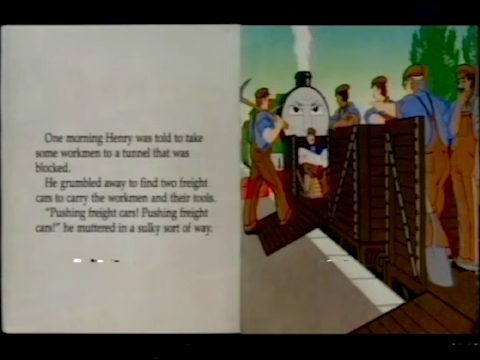 One morning Henry was told to take
some workmen to a tunnel that was
blocked.
He grumbled away to find two freight
cars to carry the workmen and their tools.
"Pushing freight cars! Pushing freight
cars!" he muttered in a sulky sort of way.